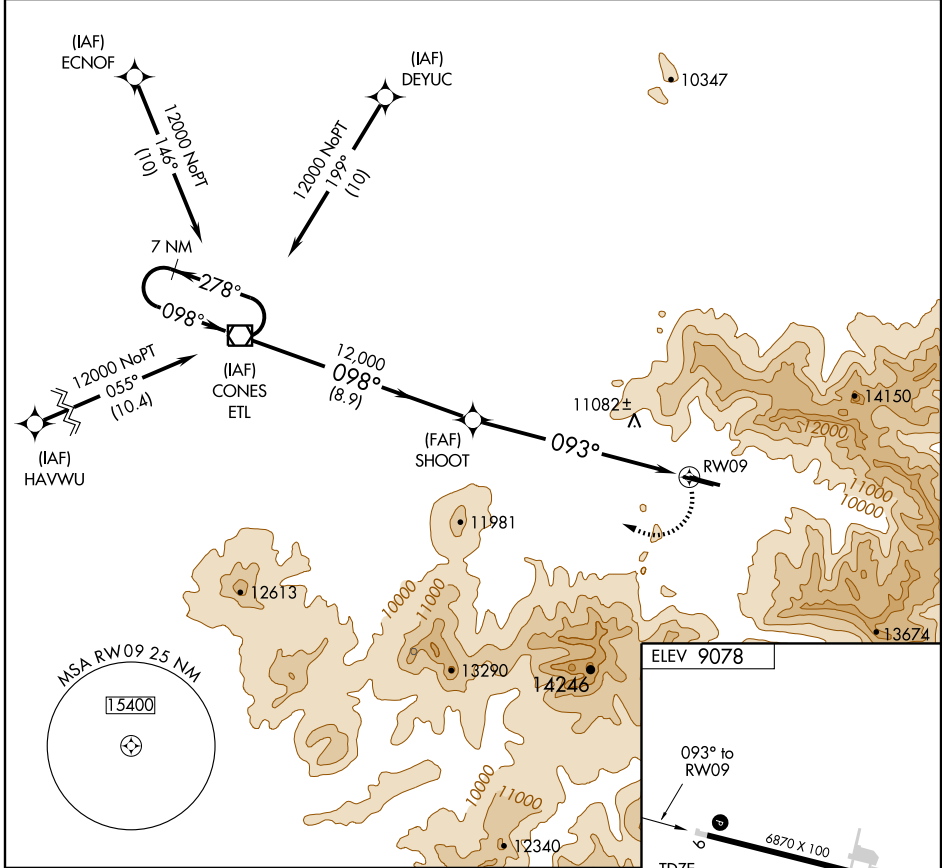 (IAF)
ECNOF
(IAF)
DEYUC
10347
12000 NoPT
146°
(10)
12000 NoPT
199°
(10)
7 NM
278°
098°
(IAF)
CONES
ETL
12000 NoPT
055°
(10.4)
(IAF)
HAVWU
12,000
098°
(8.9)
(FAF)
SHOOT
093°
11082±
RW09
14150
12000
11000
10000
11981
12613
10000
11000
13290
14246
13674
MSA RW09 25 NM
15400
10000
11000
12340
ELEV 9078
093° to
RW09
P
9
6870 X 100
TDZE